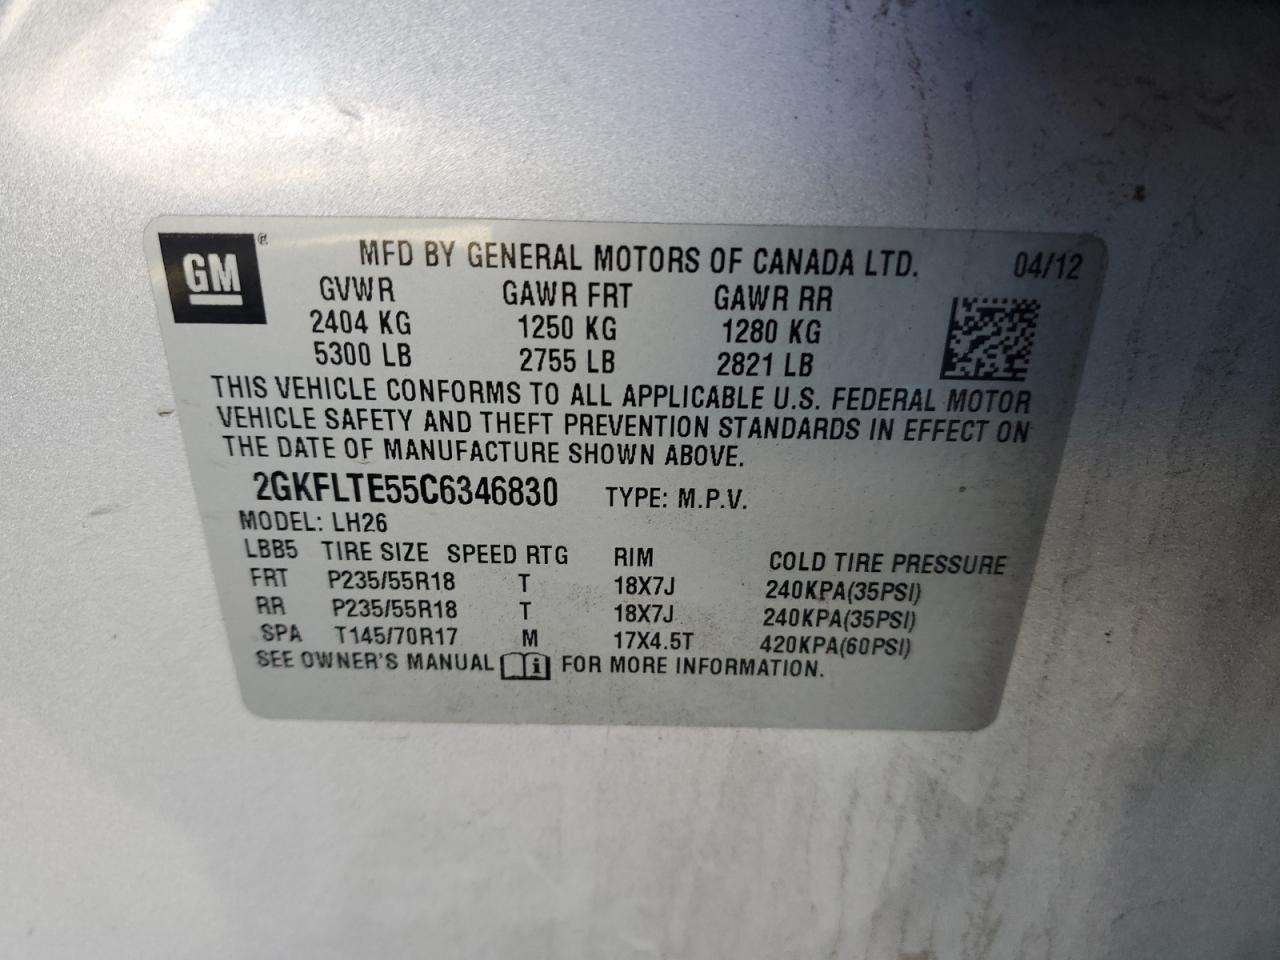 GM®
MFD BY GENERAL MOTORS OF CANADA LTD. 04/12
GVWR GAWR FRT GAWR RR
2404 KG 1250 KG 1280 KG
5300 LB 2755 LB 2821 LB
THIS VEHICLE CONFORMS TO ALL APPLICABLE U.S. FEDERAL MOTOR
VEHICLE SAFETY AND THEFT PREVENTION STANDARDS IN EFFECT ON
THE DATE OF MANUFACTURE SHOWN ABOVE.
2GKFLTE55C6346830 TYPE: M.P.V.
MODEL: LH26
LBB5 TIRE SIZE SPEED RTG RIM COLD TIRE PRESSURE
FRT P235/55R18 T 18X7J 240KPA(35PSI)
RR P235/55R18 T 18X7J 240KPA(35PSI)
SPA T145/70R17 M 17X4.5T 420KPA(60PSI)
SEE OWNER'S MANUAL i FOR MORE INFORMATION.